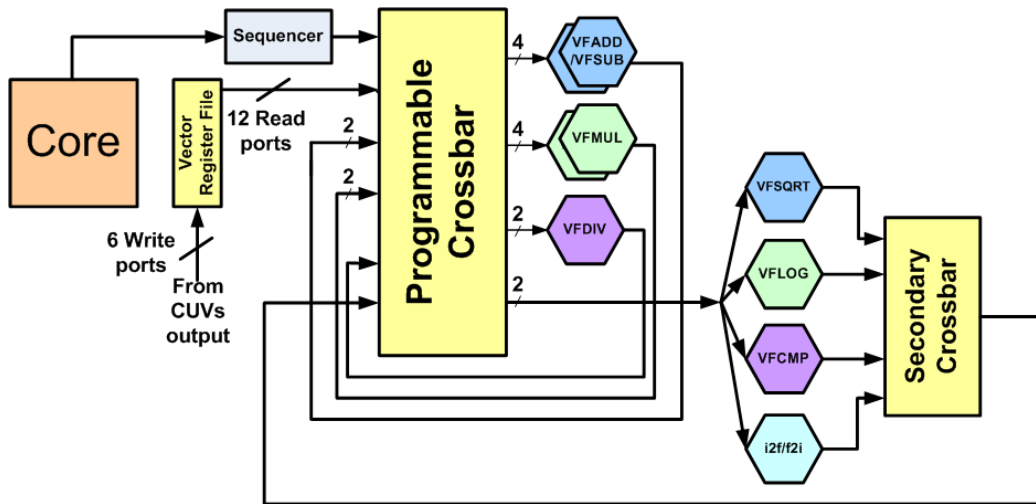 Sequencer
Core
Vector
Register File
12 Read
ports
6 Write
ports
From
CUVs
output
2
2
Programmable
Crossbar
4
4
2
2
VFADD
/VFSUB
VFMUL
VFDIV
VFSQRT
VFLOG
VFCMP
i2f/f2i
Secondary
Crossbar